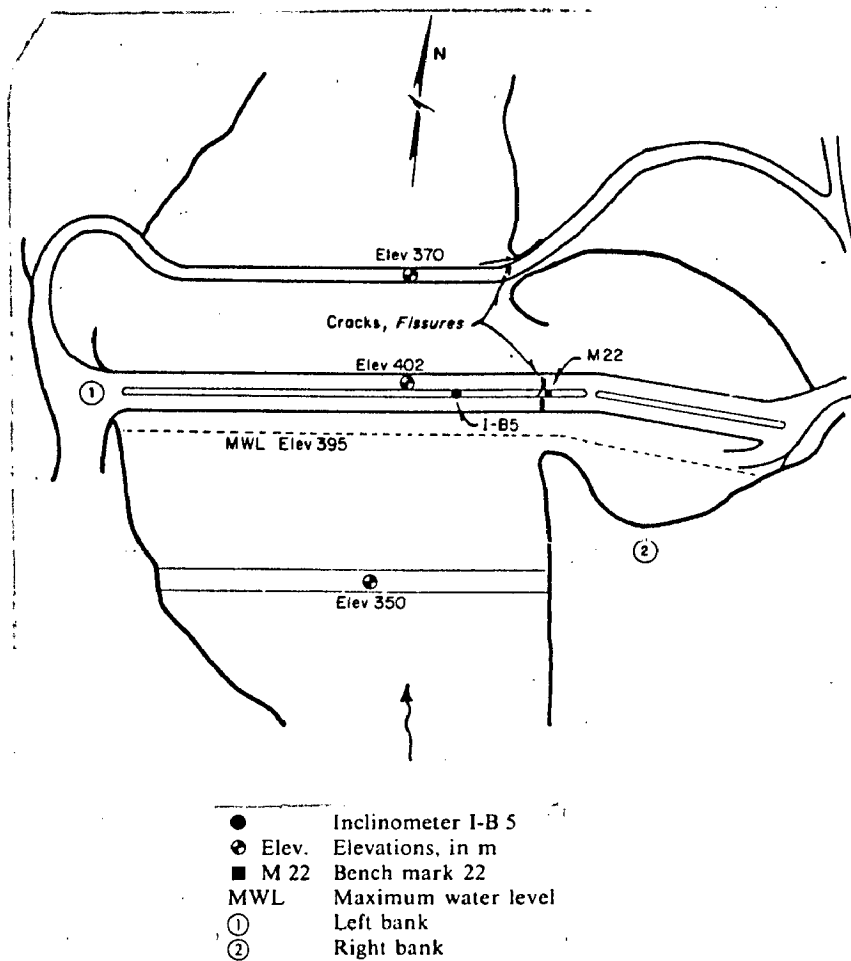 N
Elev 370
Cracks, Fissures
Elev 402
M 22
①
I-B5
MWL Elev 395
②
Elev 350
Inclinometer I-B 5
Elev. Elevations, in m
M 22 Bench mark 22
MWL Maximum water level
① Left bank
② Right bank